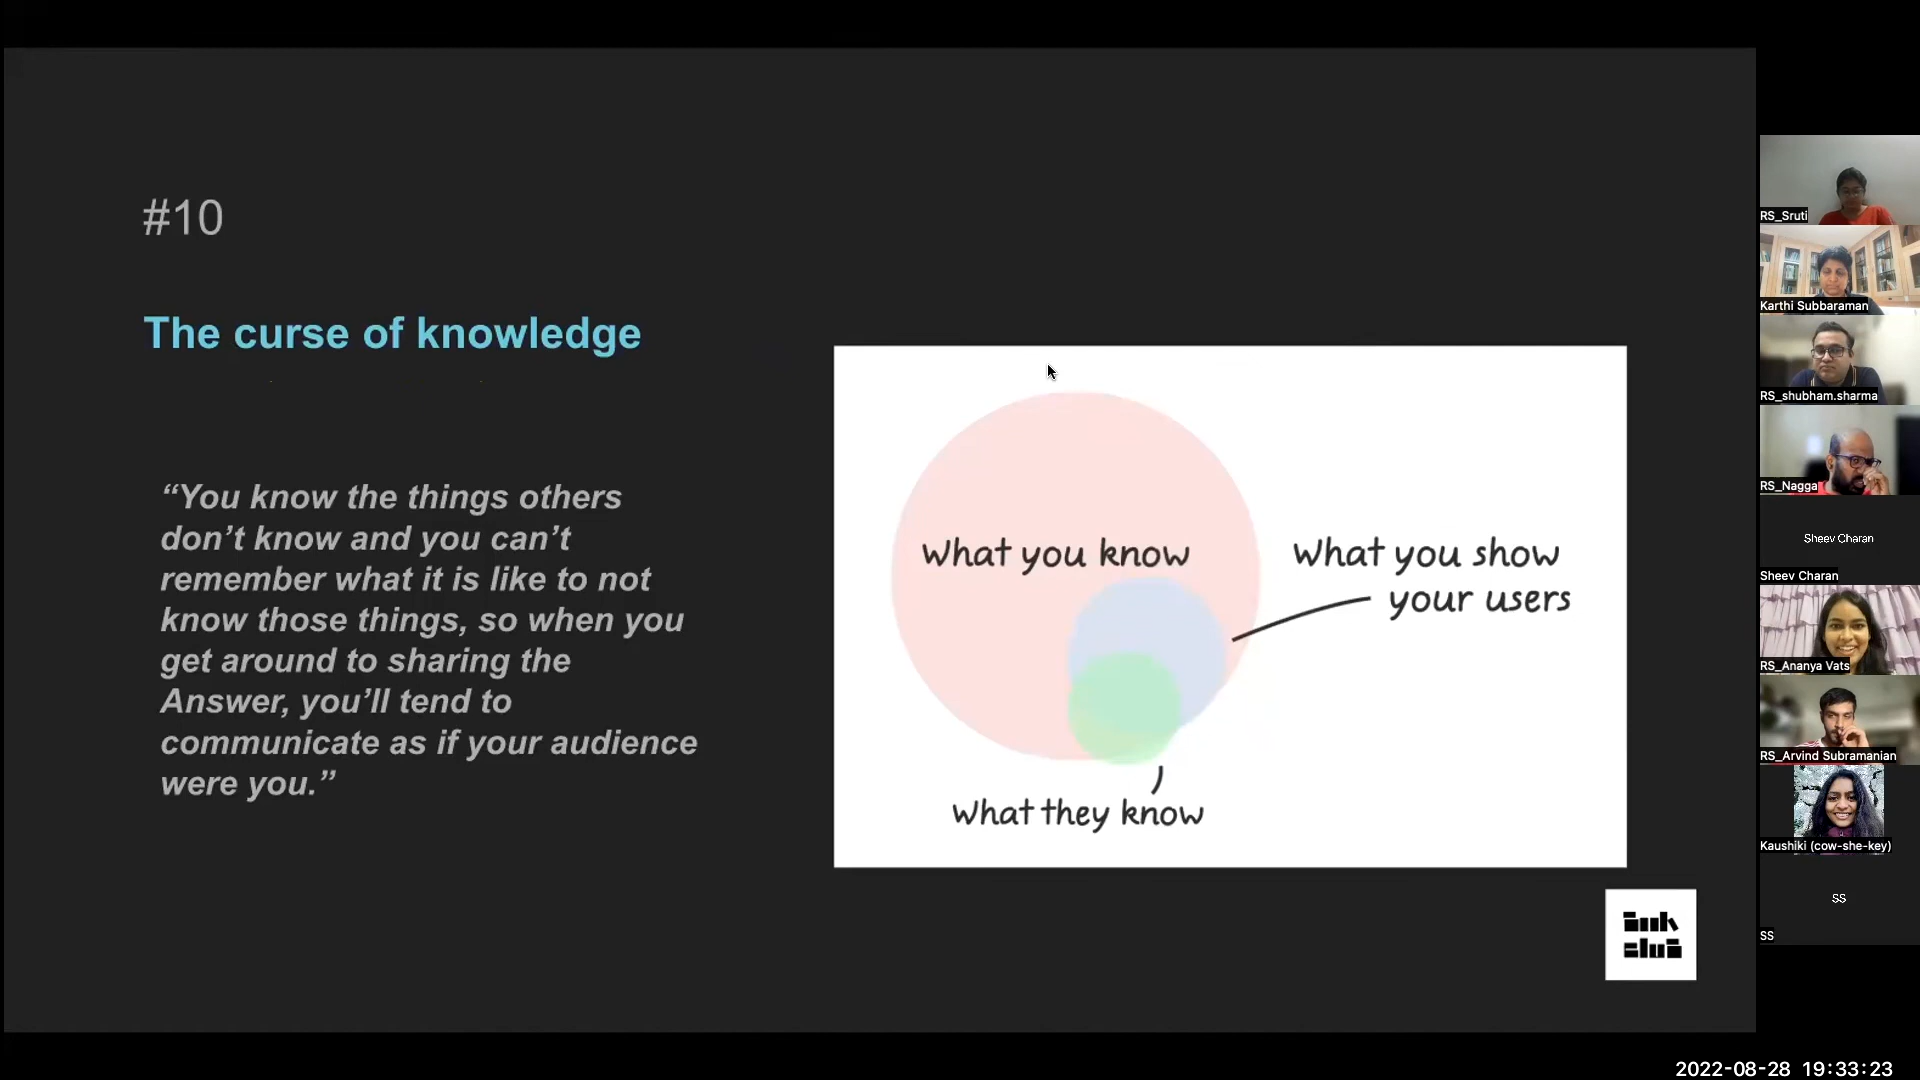 #10
The curse of knowledge
“You know the things others
don’t know and you can’t
remember what it is like to not
know those things, so when you
get around to sharing the
Answer, you’ll tend to
communicate as if your audience
were you.”
What you know
What you show
your users
What they know
RS_Sruti
Karthi Subbaraman
RS_shubham.sharma
RS_Nagga
Sheev Charan
Sheev Charan
RS_Ananya Vats
RS_Arvind Subramanian
Kaushiki (cow-she-key)
SS
SS
2022-08-28 19:33:23